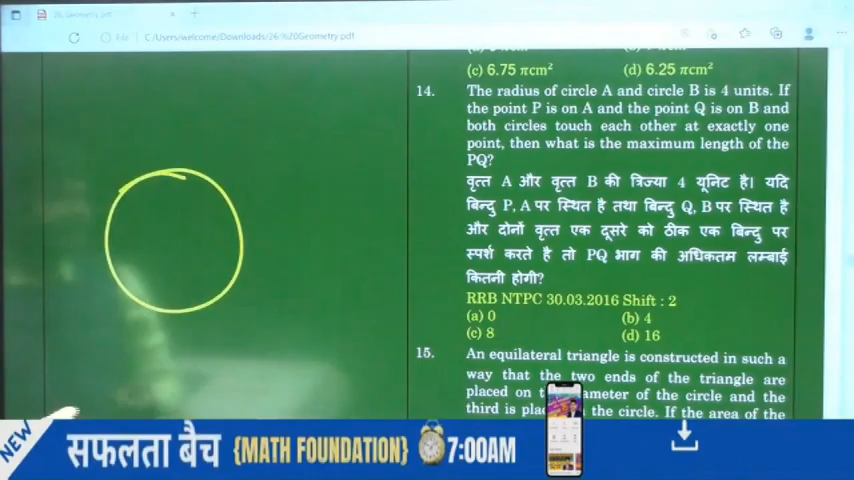 26. Geometry.pdf
File C:/Users/welcome/Downloads/26.%20Geometry.pdf
(c) 6.75 πcm² (d) 6.25 πcm²
14. The radius of circle A and circle B is 4 units. If
the point P is on A and the point Q is on B and
both circles touch each other at exactly one
point, then what is the maximum length of the
PQ?
वृत्त A और वृत्त B की त्रिज्या 4 यूनिट है। यदि
बिन्दु P, A पर स्थित है तथा बिन्दु Q, B पर स्थित है
और दोनों वृत्त एक दूसरे को ठीक एक बिन्दु पर
स्पर्श करते है तो PQ भाग की अधिकतम लम्बाई
कितनी होगी?
RRB NTPC 30.03.2016 Shift : 2
(a) 0 (b) 4
(c) 8 (d) 16
15. An equilateral triangle is constructed in such a
way that the two ends of the triangle are
placed on ameter of the circle and the
third is the circle. If the area of the
NEW सफलता बैच {MATH FOUNDATION} 7:00AM